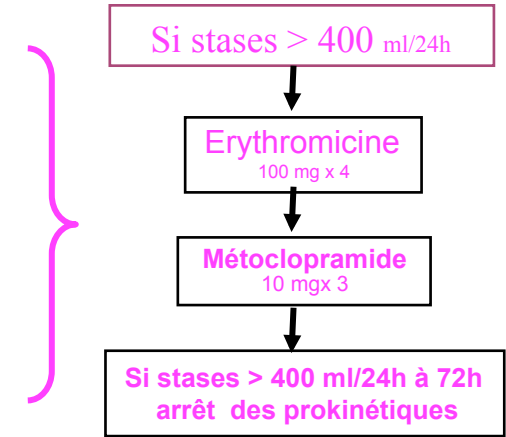 Si stases > 400 ml/24h
Erythromicine
100 mg x 4
Métoclopramide
10 mgx 3
Si stases > 400 ml/24h à 72h
arrêt des prokinétiques